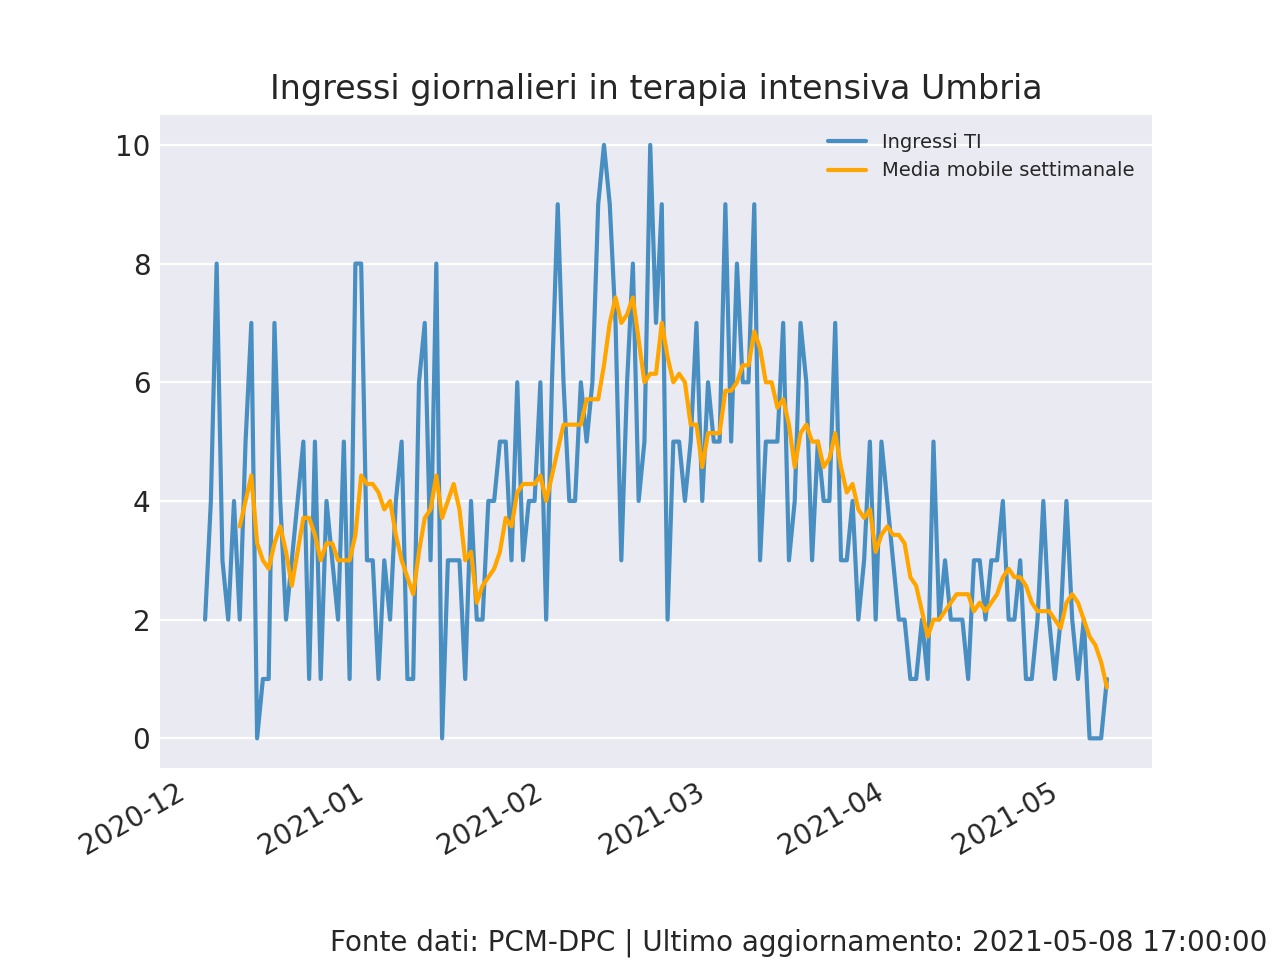 Ingressi giornalieri in terapia intensiva Umbria
Ingressi TI
Media mobile settimanale
10
8
6
4
2
0
2020-12 2021-01 2021-02 2021-03 2021-04 2021-05
Fonte dati: PCM-DPC | Ultimo aggiornamento: 2021-05-08 17:00:00